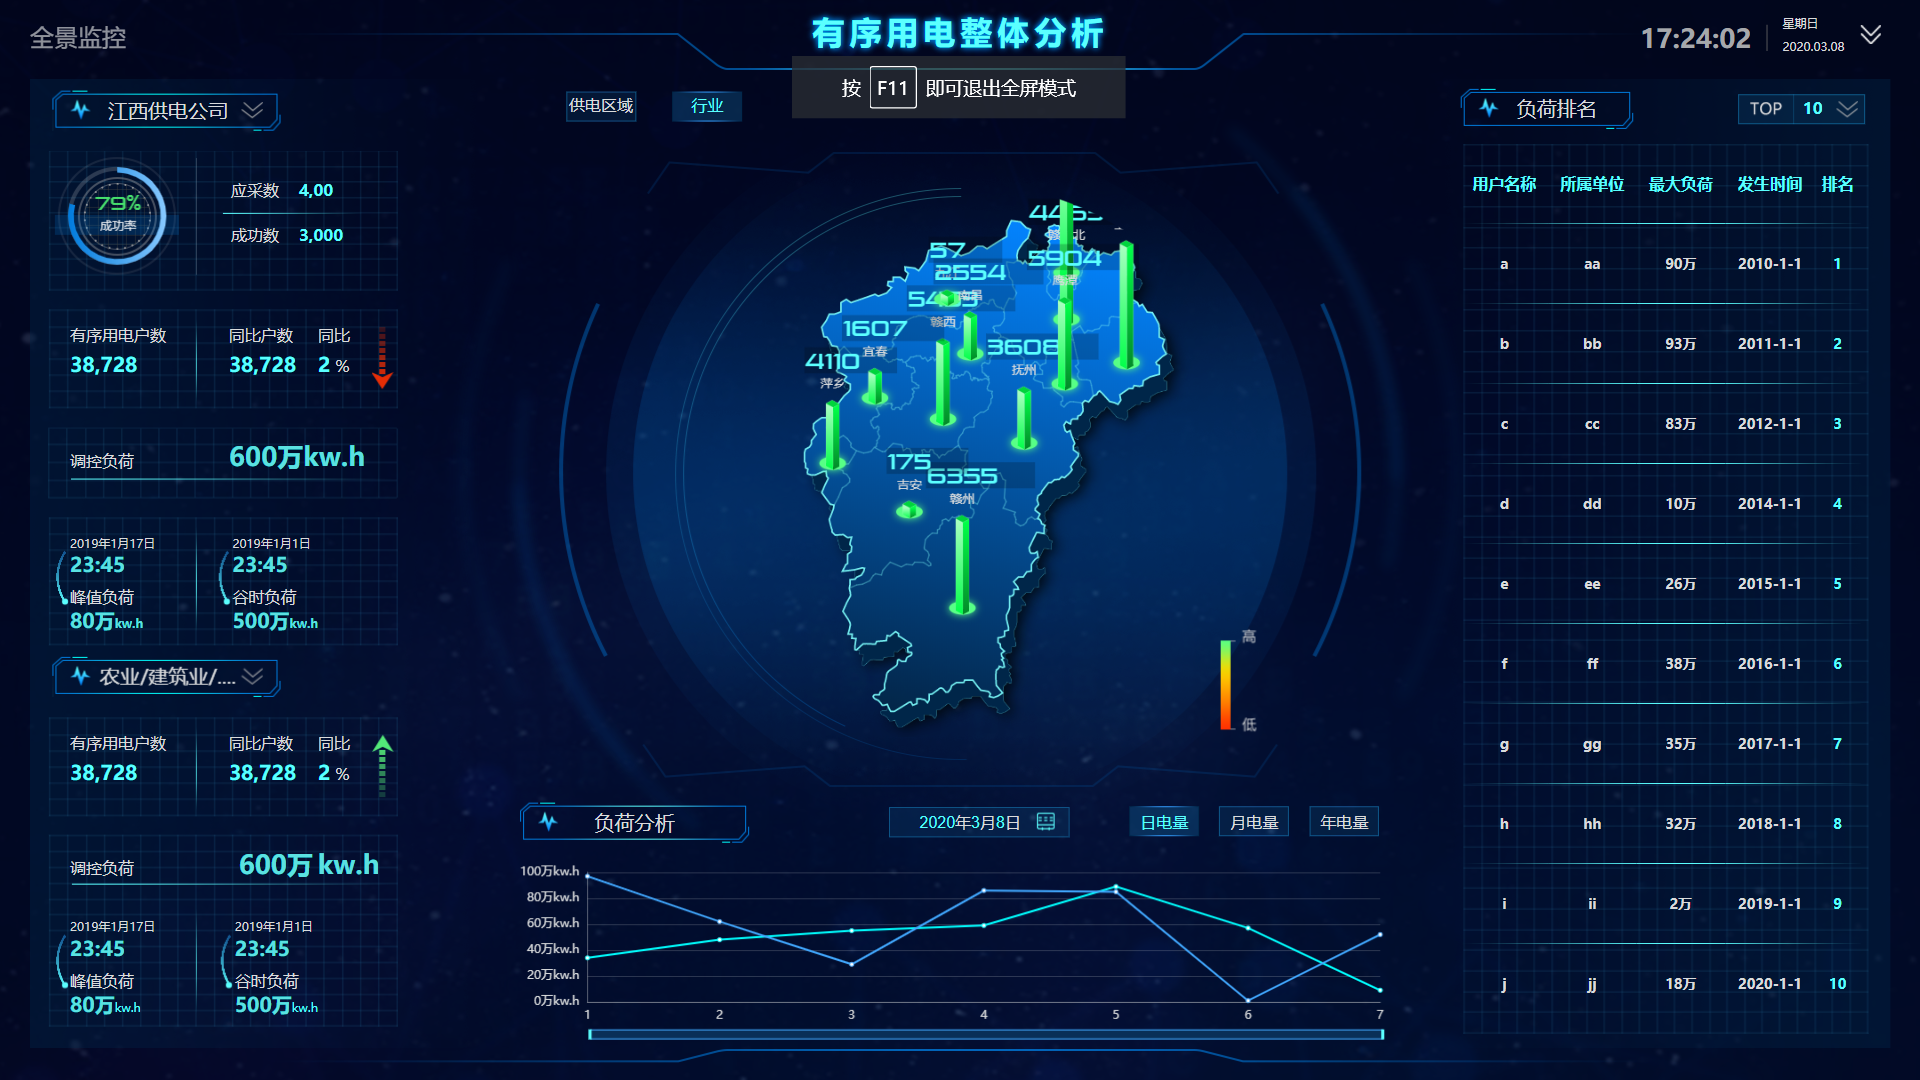 全景监控
有序用电整体分析
17:24:02
星期日
2020.03.08
按 F11 即可退出全屏模式
江西供电公司
79%
成功率
应采数 4,00
成功数 3,000
有序用电户数 同比户数 同比
38,728 38,728 2 %
调控负荷 600万kw.h
2019年1月17日 2019年1月1日
23:45 23:45
峰值负荷 谷时负荷
80万kw.h 500万kw.h
农业/建筑业/....
有序用电户数 同比户数 同比
38,728 38,728 2 %
调控负荷 600万 kw.h
2019年1月17日 2019年1月1日
23:45 23:45
峰值负荷 谷时负荷
80万kw.h 500万kw.h
供电区域 行业
57
2554
南昌
5904
鹰潭
赣西
1607
宜春
4110
萍乡
3608
抚州
175
吉安
6355
赣州
高
低
负荷分析
2020年3月8日
日电量 月电量 年电量
100万kw.h
80万kw.h
60万kw.h
40万kw.h
20万kw.h
0万kw.h
1 2 3 4 5 6 7
负荷排名
TOP 10
用户名称 所属单位 最大负荷 发生时间 排名
a aa 90万 2010-1-1 1
b bb 93万 2011-1-1 2
c cc 83万 2012-1-1 3
d dd 10万 2014-1-1 4
e ee 26万 2015-1-1 5
f ff 38万 2016-1-1 6
g gg 35万 2017-1-1 7
h hh 32万 2018-1-1 8
i ii 2万 2019-1-1 9
j jj 18万 2020-1-1 10